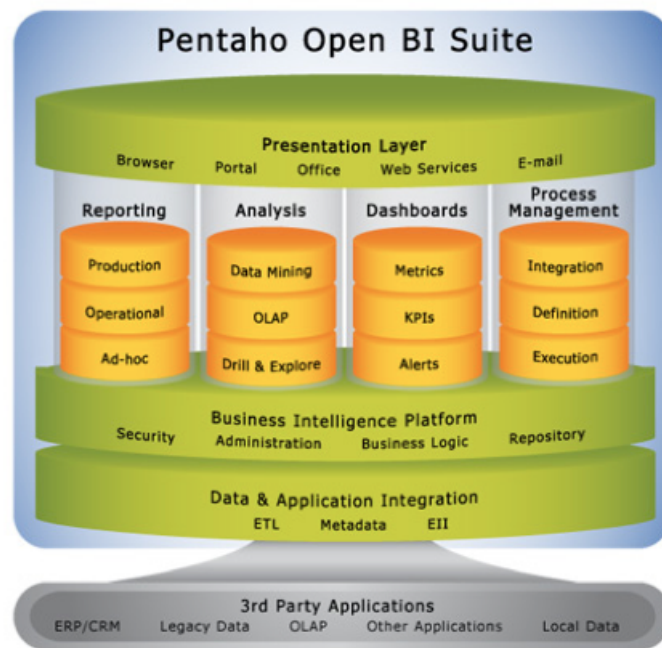 Pentaho Open BI Suite
Presentation Layer
Browser Portal Office Web Services E-mail
Reporting Analysis Dashboards Process Management
Production Data Mining Metrics Integration
Operational OLAP KPIs Definition
Ad-hoc Drill & Explore Alerts Execution
Business Intelligence Platform
Security Administration Business Logic Repository
Data & Application Integration
ETL Metadata EII
3rd Party Applications
ERP/CRM Legacy Data OLAP Other Applications Local Data